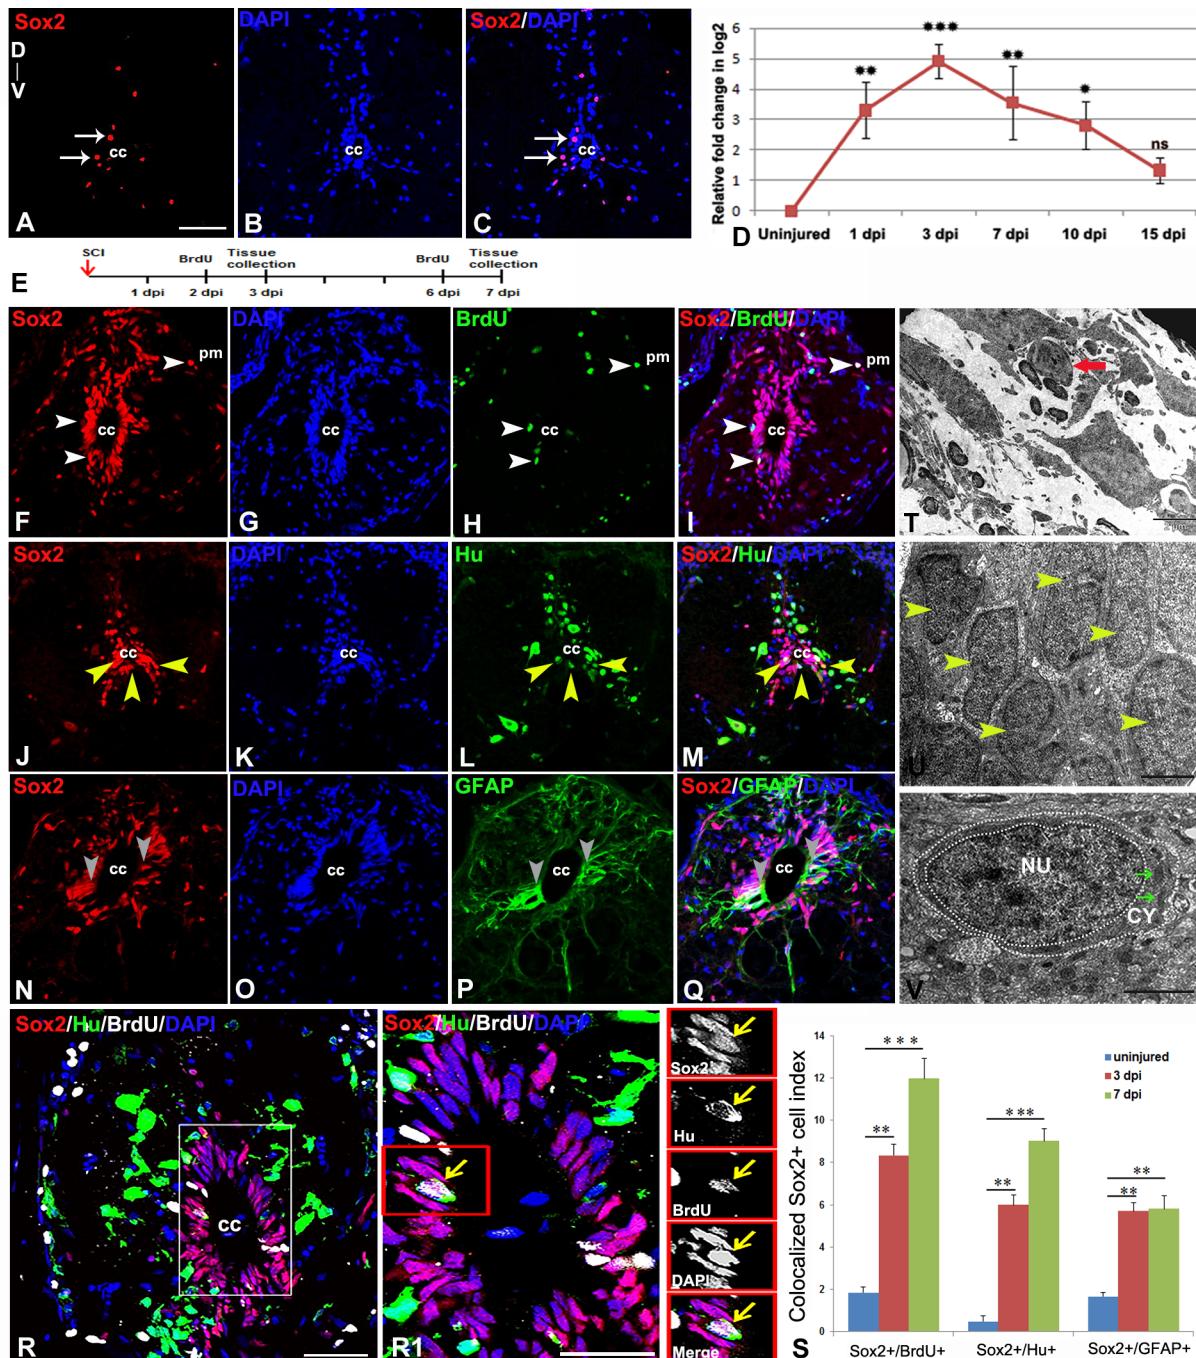 Sox2
D
V
cc
A
DAPI
cc
B
Sox2/DAPI
cc
C
Relative fold change in log2
6
5
4
3
2
1
0
**
***
**
*
ns
D
Uninjured 1 dpi 3 dpi 7 dpi 10 dpi 15 dpi
E
SCI
BrdU
Tissue
collection
BrdU
Tissue
collection
1 dpi 2 dpi 3 dpi 6 dpi 7 dpi
Sox2
pm
cc
F
DAPI
cc
G
BrdU
pm
cc
H
Sox2/BrdU/DAPI
pm
cc
I
T
Sox2
cc
J
DAPI
cc
K
Hu
cc
L
Sox2/Hu/DAPI
cc
M
U
Sox2
cc
N
DAPI
cc
O
GFAP
cc
P
Sox2/GFAP/DAPI
cc
Q
NU
CY
V
Sox2/Hu/BrdU/DAPI
cc
R
Sox2/Hu/BrdU/DAPI
R1
Sox2
Hu
BrdU
DAPI
Merge
Colocalized Sox2+ cell index
14
12
10
8
6
4
2
0
uninjured
3 dpi
7 dpi
***
**
***
**
**
**
S
Sox2+/BrdU+ Sox2+/Hu+ Sox2+/GFAP+